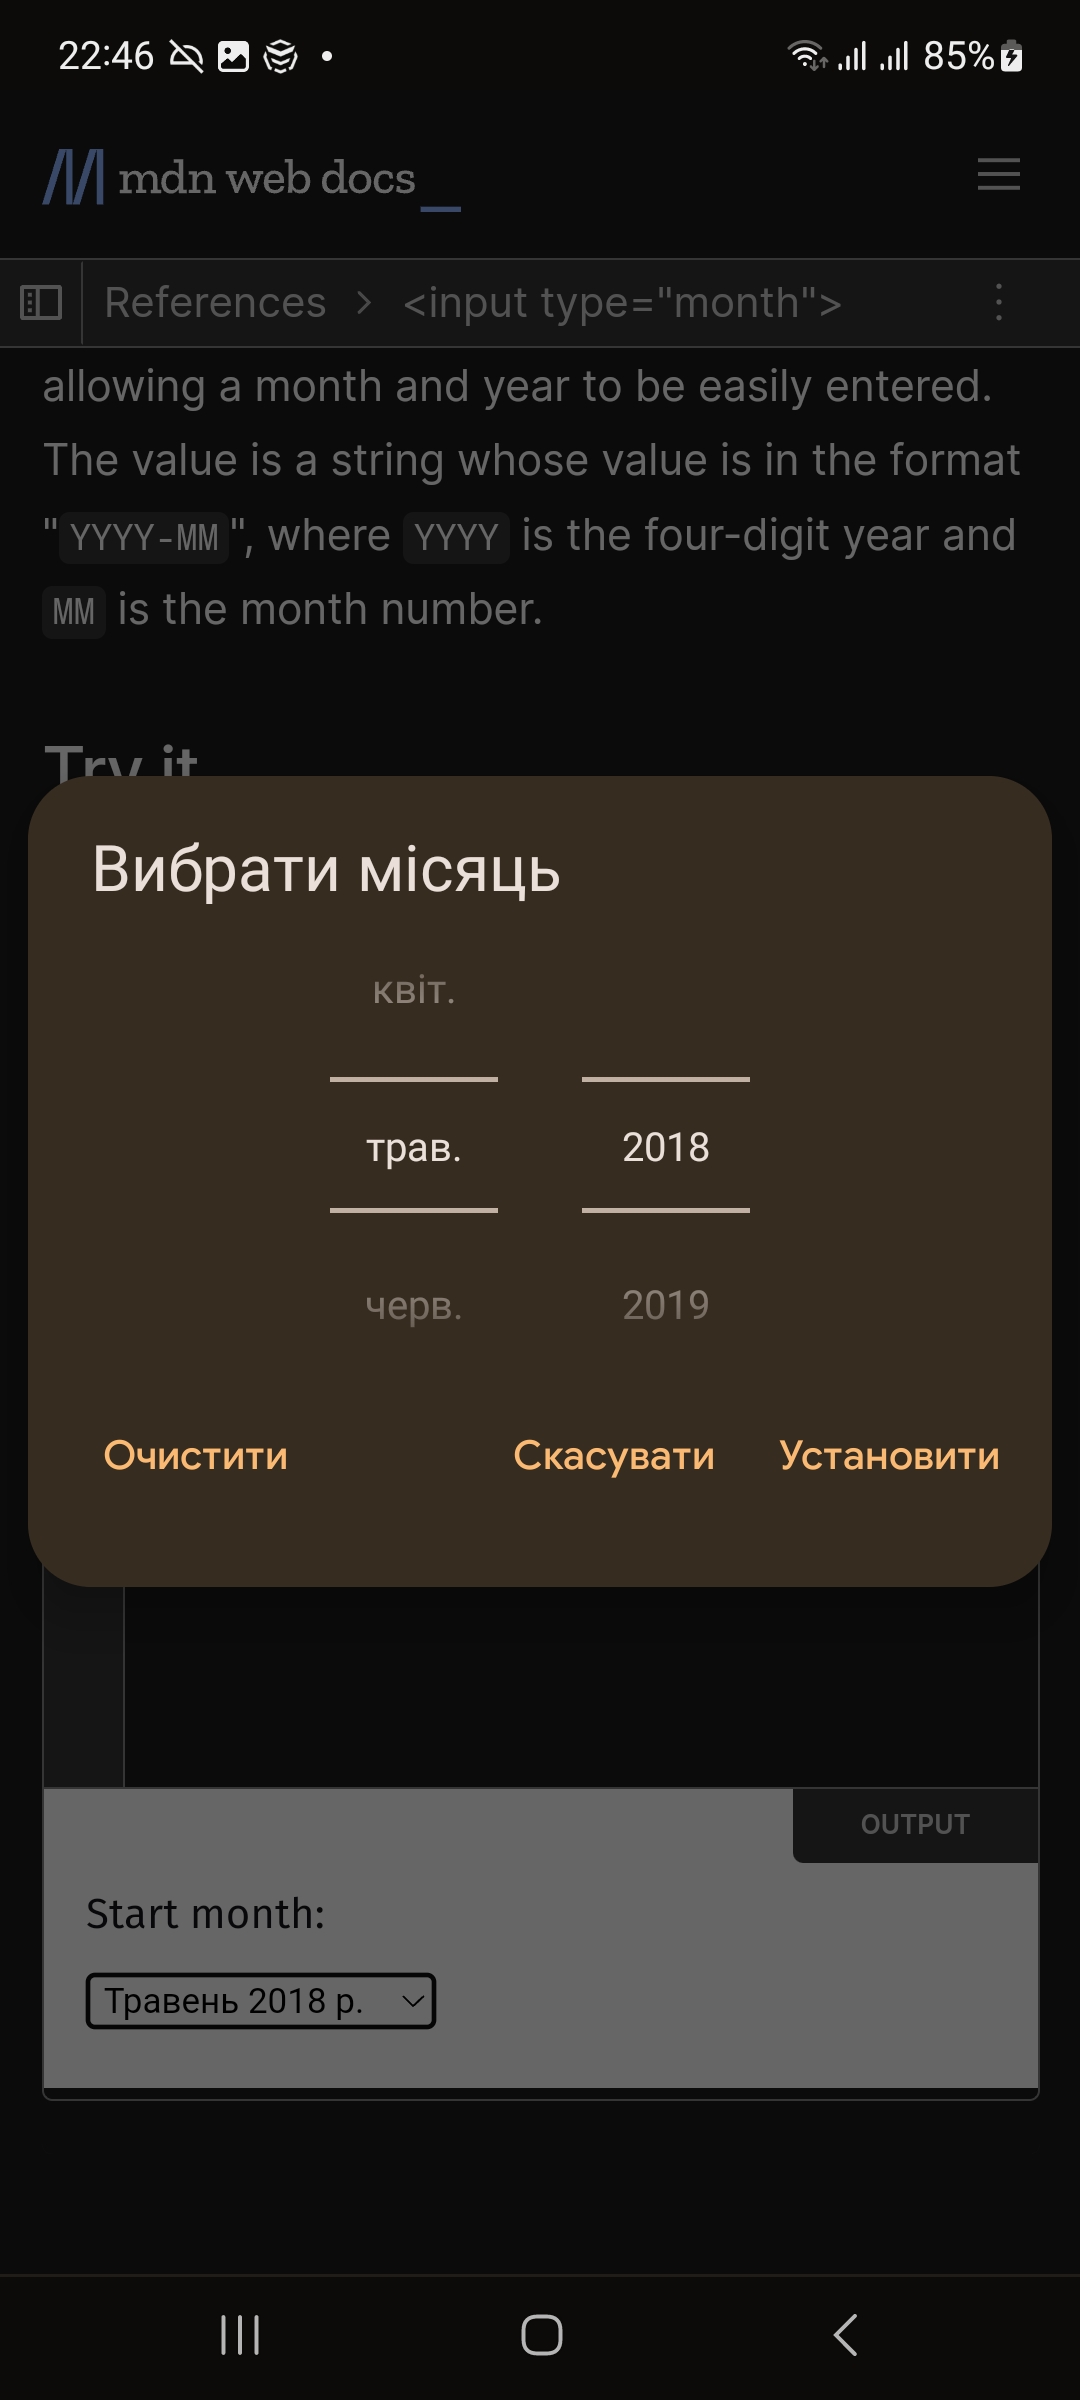 22:46 85%
mdn web docs_
References > <input type="month">
allowing a month and year to be easily entered.
The value is a string whose value is in the format
"YYYY-MM", where YYYY is the four-digit year and
MM is the month number.
Try it
Вибрати місяць
квіт.
трав. 2018
черв. 2019
Очистити Скасувати Установити
OUTPUT
Start month:
Травень 2018 р.